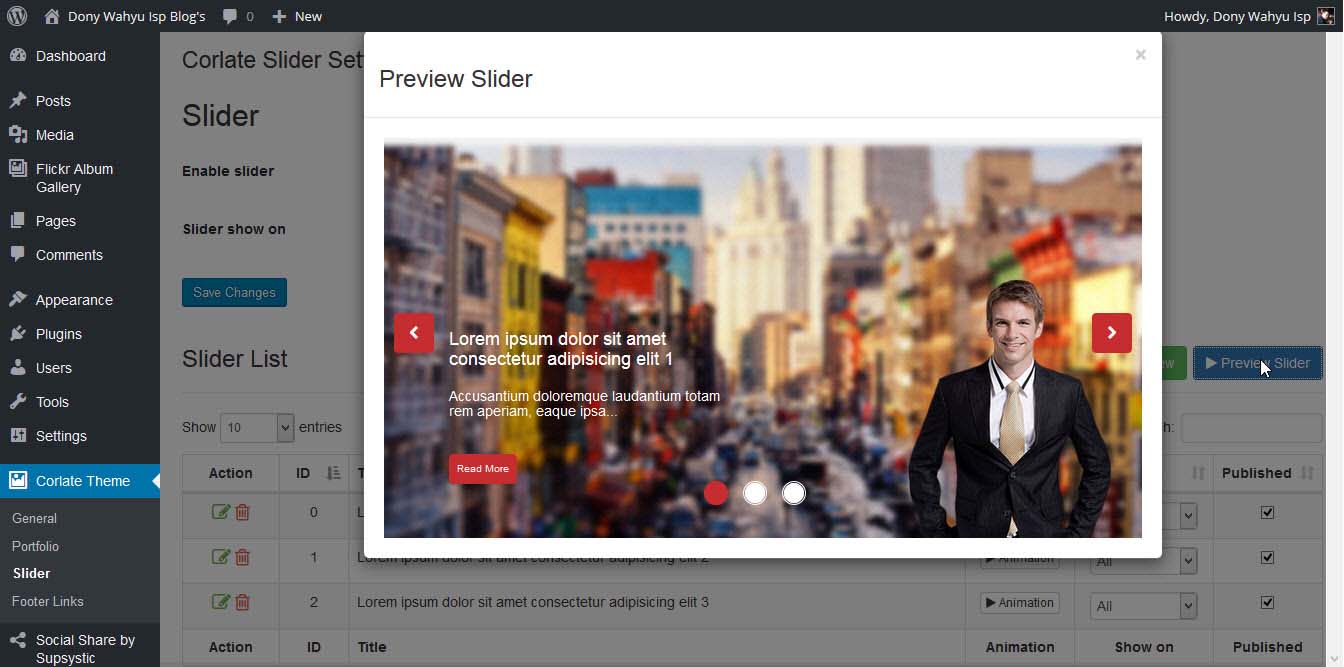 Dony Wahyu Isp Blog's 0 New Howdy, Dony Wahyu Isp
Dashboard
Posts
Media
Flickr Album
Gallery
Pages
Comments
Appearance
Plugins
Users
Tools
Settings
Corlate Theme
General
Portfolio
Slider
Footer Links
Social Share by
Supsystic
Corlate Slider Set
Slider
Enable slider
Slider show on
Save Changes
Slider List
Preview Slider
Show 10 entries
Action ID Published
0
1 Lorem ipsum dolor sit amet consectetur adipisicing elit 2 Animation All
2 Lorem ipsum dolor sit amet consectetur adipisicing elit 3 Animation All
Action ID Title Animation Show on Published
Preview Slider
×
Lorem ipsum dolor sit amet
consectetur adipisicing elit 1
Accusantium doloremque laudantium totam
rem aperiam, eaque ipsa...
Read More